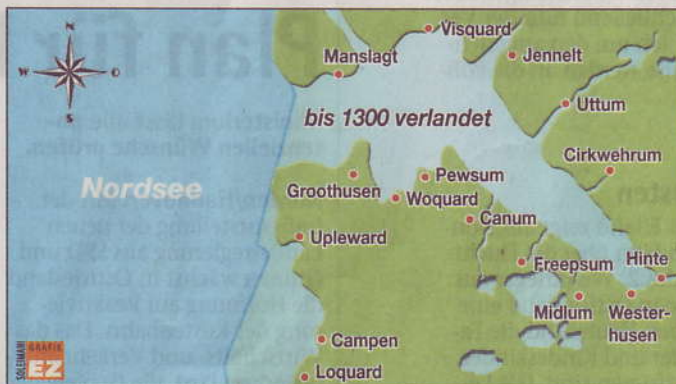 N
W
O
S
Visquard
Manslagt
Jennelt
Uttum
bis 1300 verlandet
Cirkwehrum
Nordsee
Groothusen
Pewsum
Woquard
Canum
Upleward
Freepsum
Hinte
Midlum
Wester-
husen
Campen
Loquard
SOLEIMANI
GRAFIK
EZ